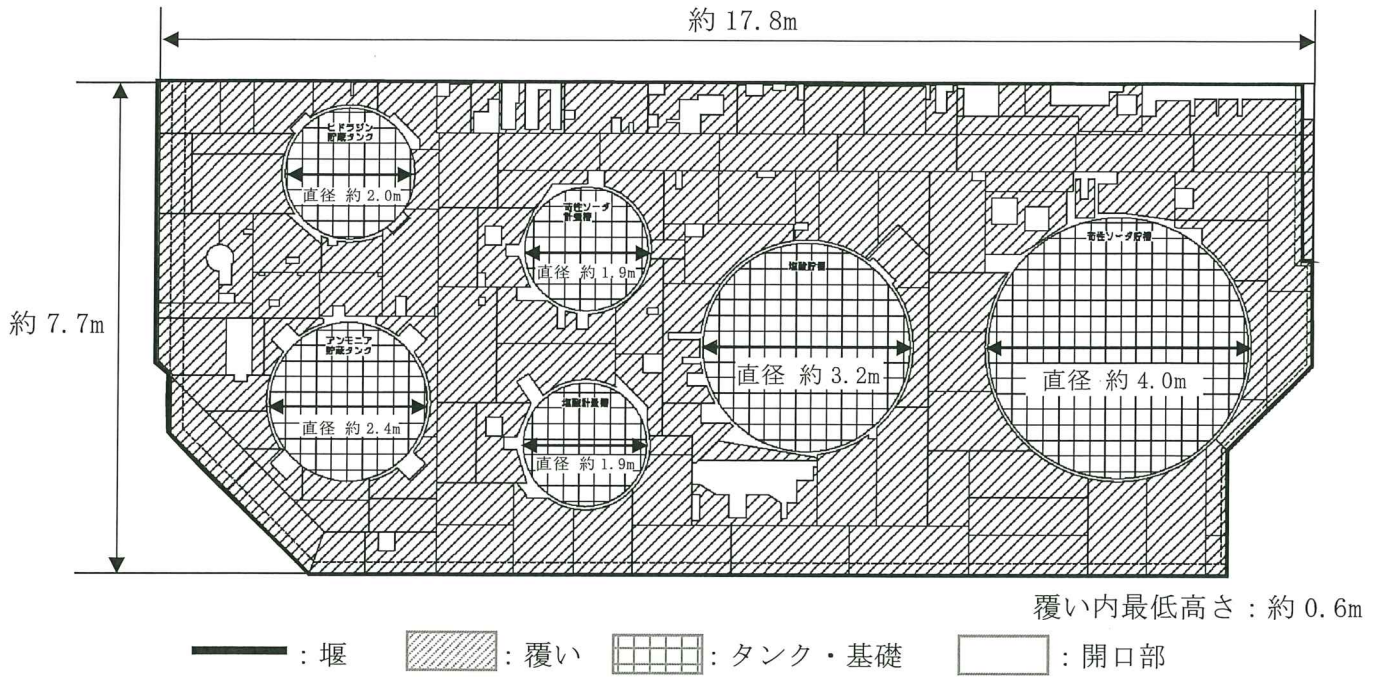 約 17.8m
約 7.7m
ヒドラジン
貯蔵タンク
直径 約 2.0m
苛性ソーダ
計量槽
直径 約 1.9m
塩酸貯槽
直径 約 3.2m
苛性ソーダ貯槽
直径 約 4.0m
アンモニア
貯蔵タンク
直径 約 2.4m
塩酸計量槽
直径 約 1.9m
覆い内最低高さ：約 0.6m
：堰
：覆い
：タンク・基礎
：開口部